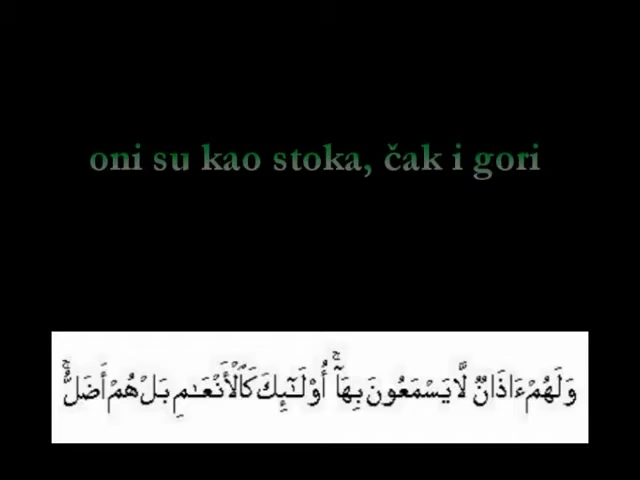 oni su kao stoka, čak i gori
وَلَهُمْ ءَاذَانٌ لَّا يَسْمَعُونَ بِهَآ ۚ أُو۟لَـٰٓئِكَ كَٱلْأَنْعَـٰمِ بَلْ هُمْ أَضَلُّ ۚ